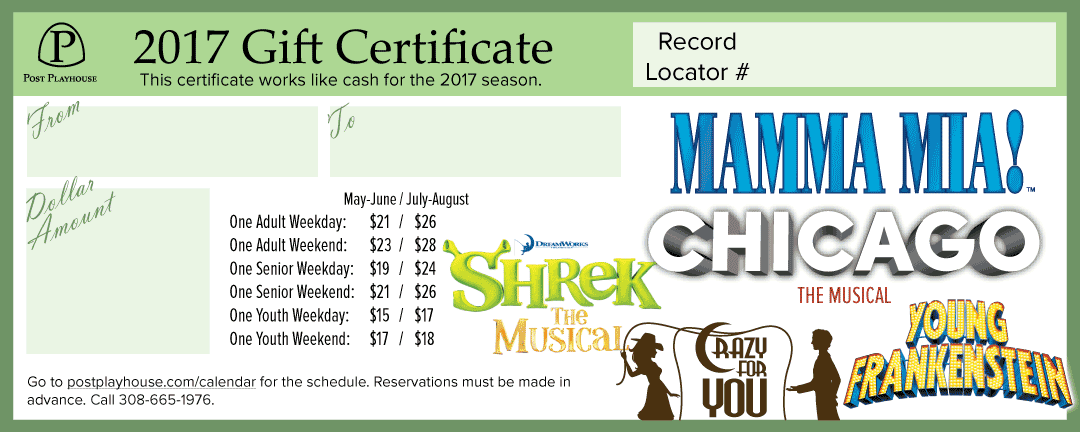 P
POST PLAYHOUSE
2017 Gift Certificate
This certificate works like cash for the 2017 season.
Record
Locator #
From
To
Dollar
Amount
May-June / July-August
One Adult Weekday: $21 / $26
One Adult Weekend: $23 / $28
One Senior Weekday: $19 / $24
One Senior Weekend: $21 / $26
One Youth Weekday: $15 / $17
One Youth Weekend: $17 / $18
Go to postplayhouse.com/calendar for the schedule. Reservations must be made in
advance. Call 308-665-1976.
MAMMA MIA!™
CHICAGO
THE MUSICAL
DREAMWORKS
SHREK
THE
MUSICAL
CRAZY
FOR
YOU
YOUNG
FRANKENSTEIN